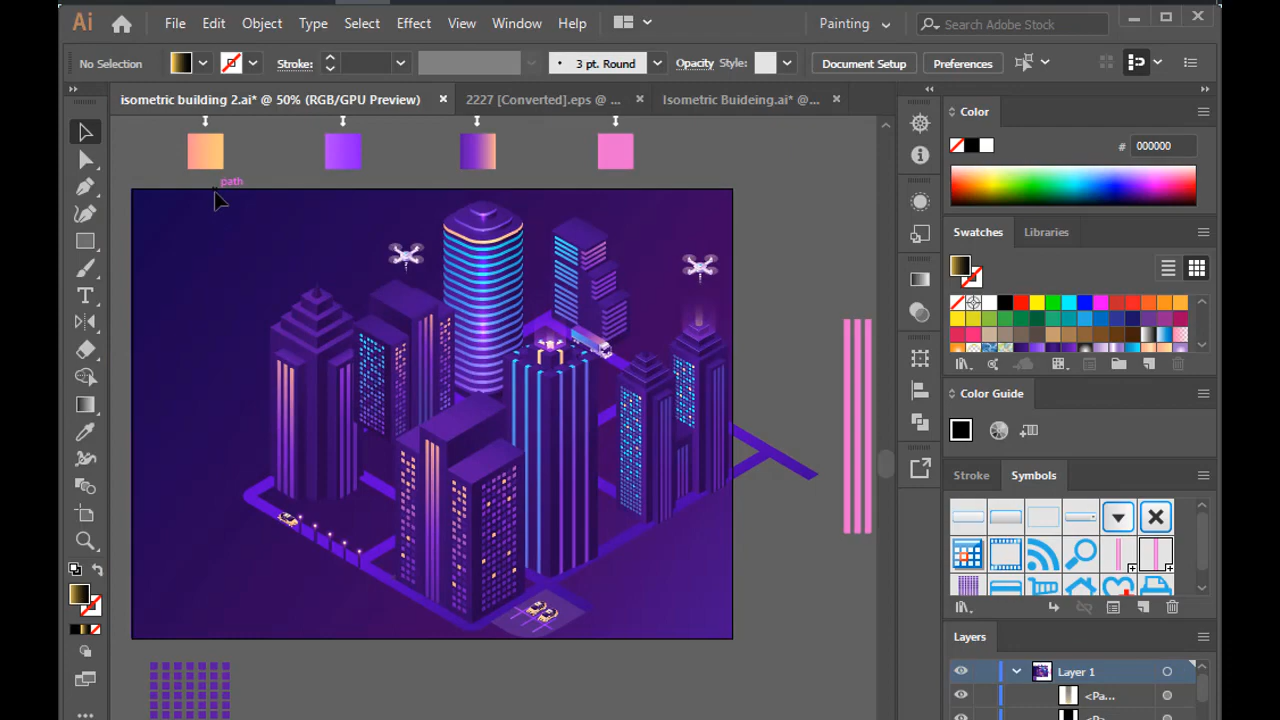 Ai File Edit Object Type Select Effect View Window Help Painting Search Adobe Stock
No Selection Stroke: 3 pt. Round Opacity Style: Document Setup Preferences
isometric building 2.ai* @ 50% (RGB/GPU Preview) 2227 [Converted].eps @ ... Isometric Buideing.ai* @...
Color
# 000000
path
Swatches Libraries
Color Guide
Stroke Symbols
Layers
Layer 1
<Pa...